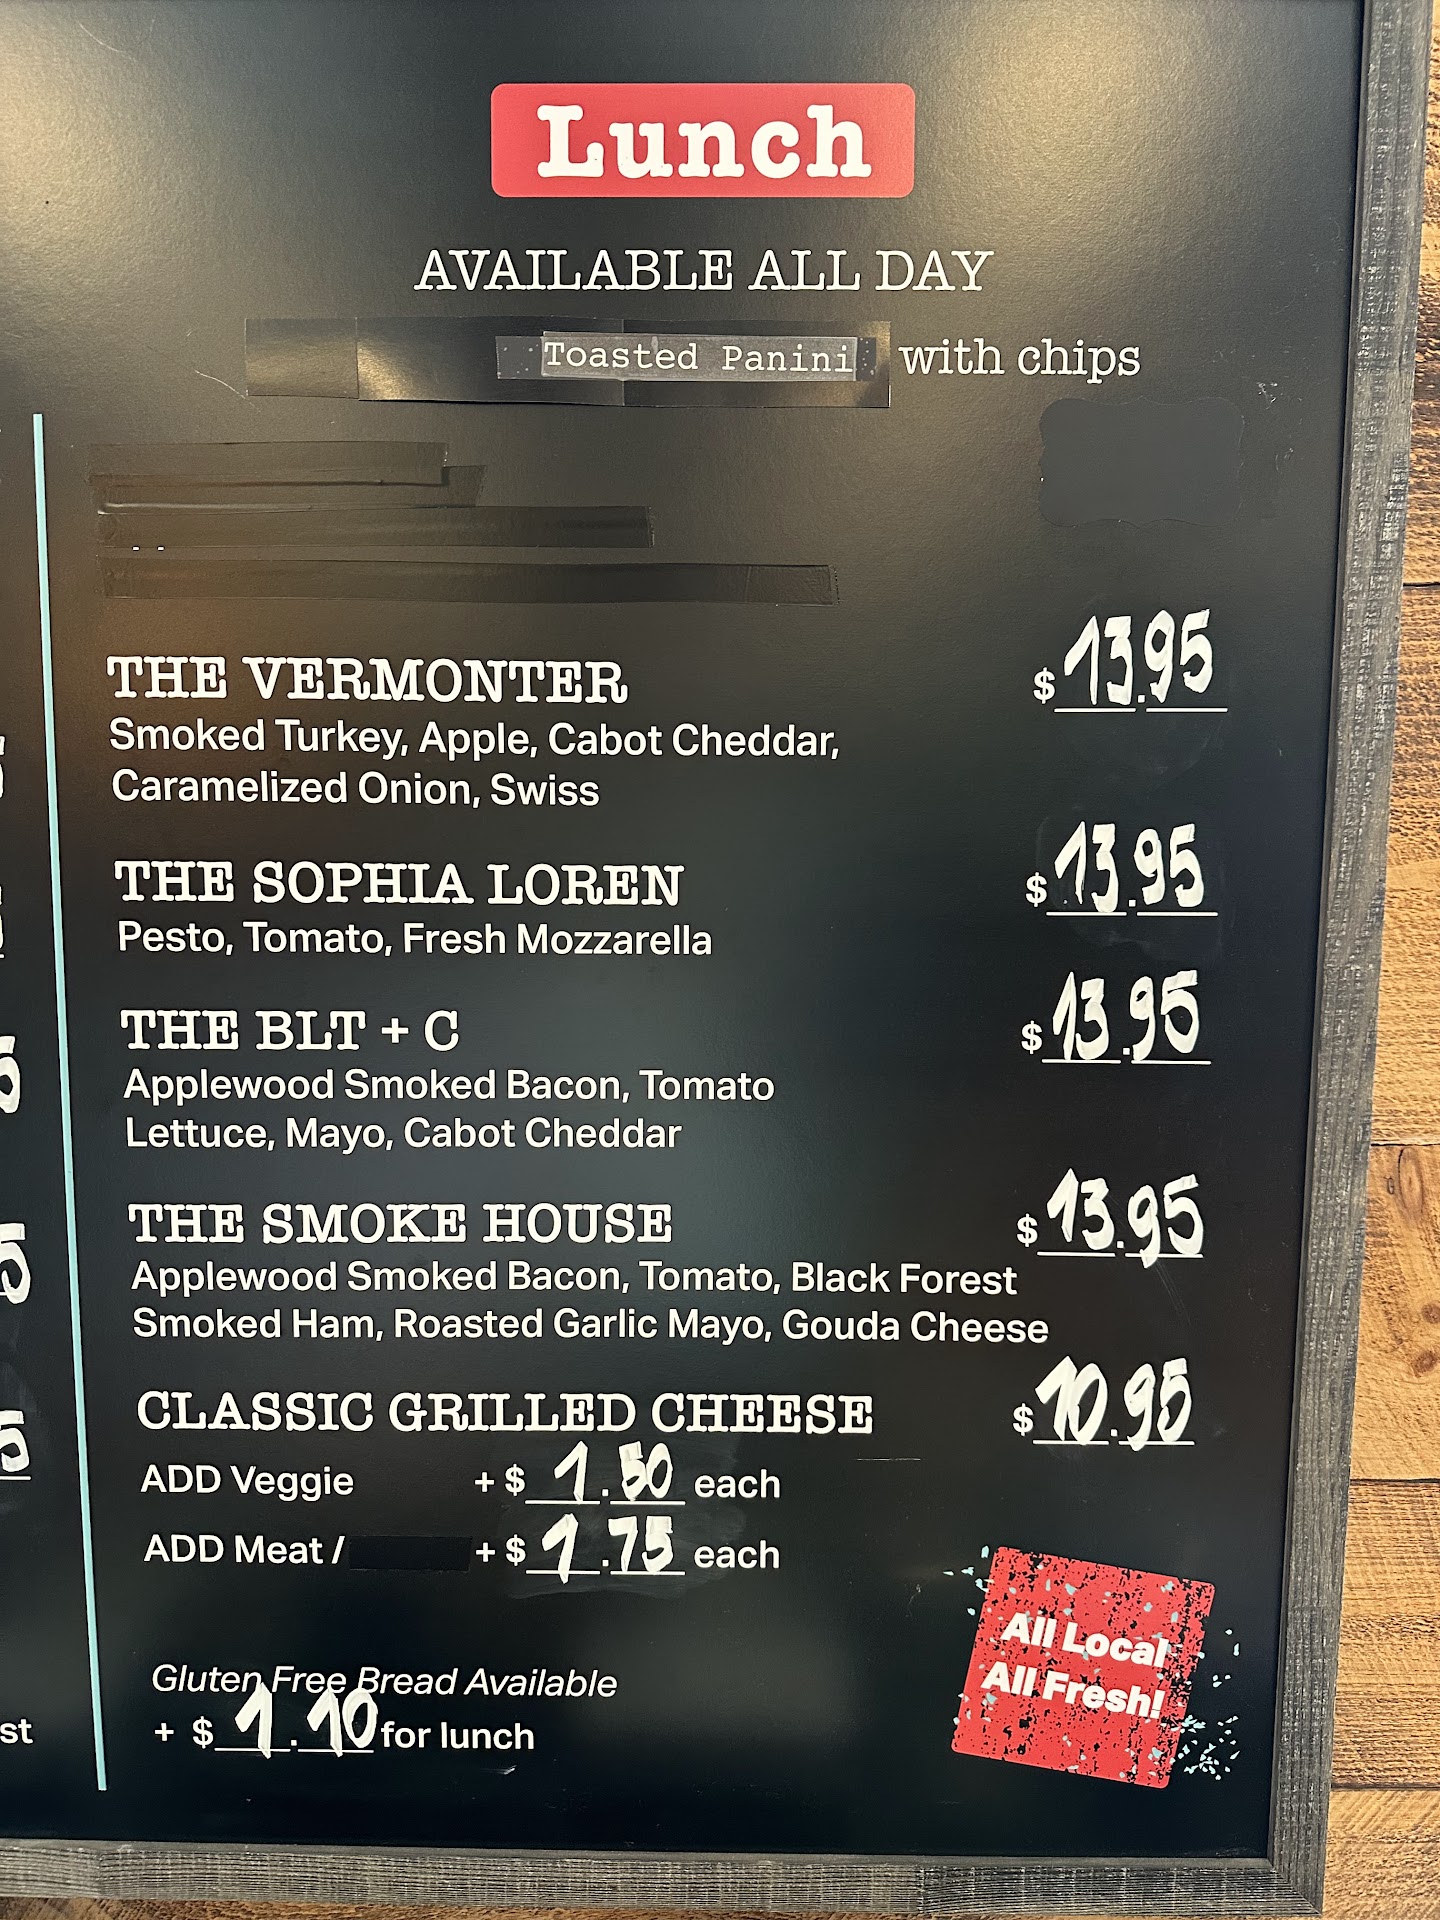 Lunch
AVAILABLE ALL DAY
Toasted Panini with chips
THE VERMONTER $13.95
Smoked Turkey, Apple, Cabot Cheddar,
Caramelized Onion, Swiss
THE SOPHIA LOREN $13.95
Pesto, Tomato, Fresh Mozzarella
THE BLT + C $13.95
Applewood Smoked Bacon, Tomato
Lettuce, Mayo, Cabot Cheddar
THE SMOKE HOUSE $13.95
Applewood Smoked Bacon, Tomato, Black Forest
Smoked Ham, Roasted Garlic Mayo, Gouda Cheese
CLASSIC GRILLED CHEESE $10.95
ADD Veggie + $1.50 each
ADD Meat / + $1.75 each
Gluten Free Bread Available
+ $1.10 for lunch
All Local
All Fresh!